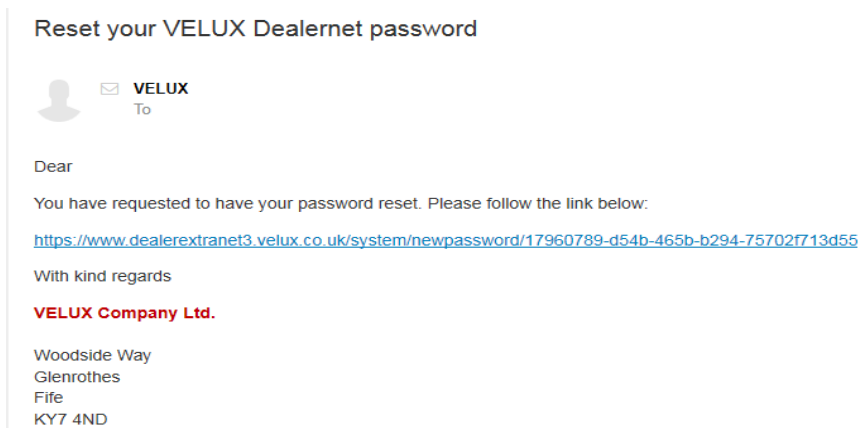 Reset your VELUX Dealernet password
VELUX
To
Dear
You have requested to have your password reset. Please follow the link below:
https://www.dealerextranet3.velux.co.uk/system/newpassword/17960789-d54b-465b-b294-75702f713d55
With kind regards
VELUX Company Ltd.
Woodside Way
Glenrothes
Fife
KY7 4ND